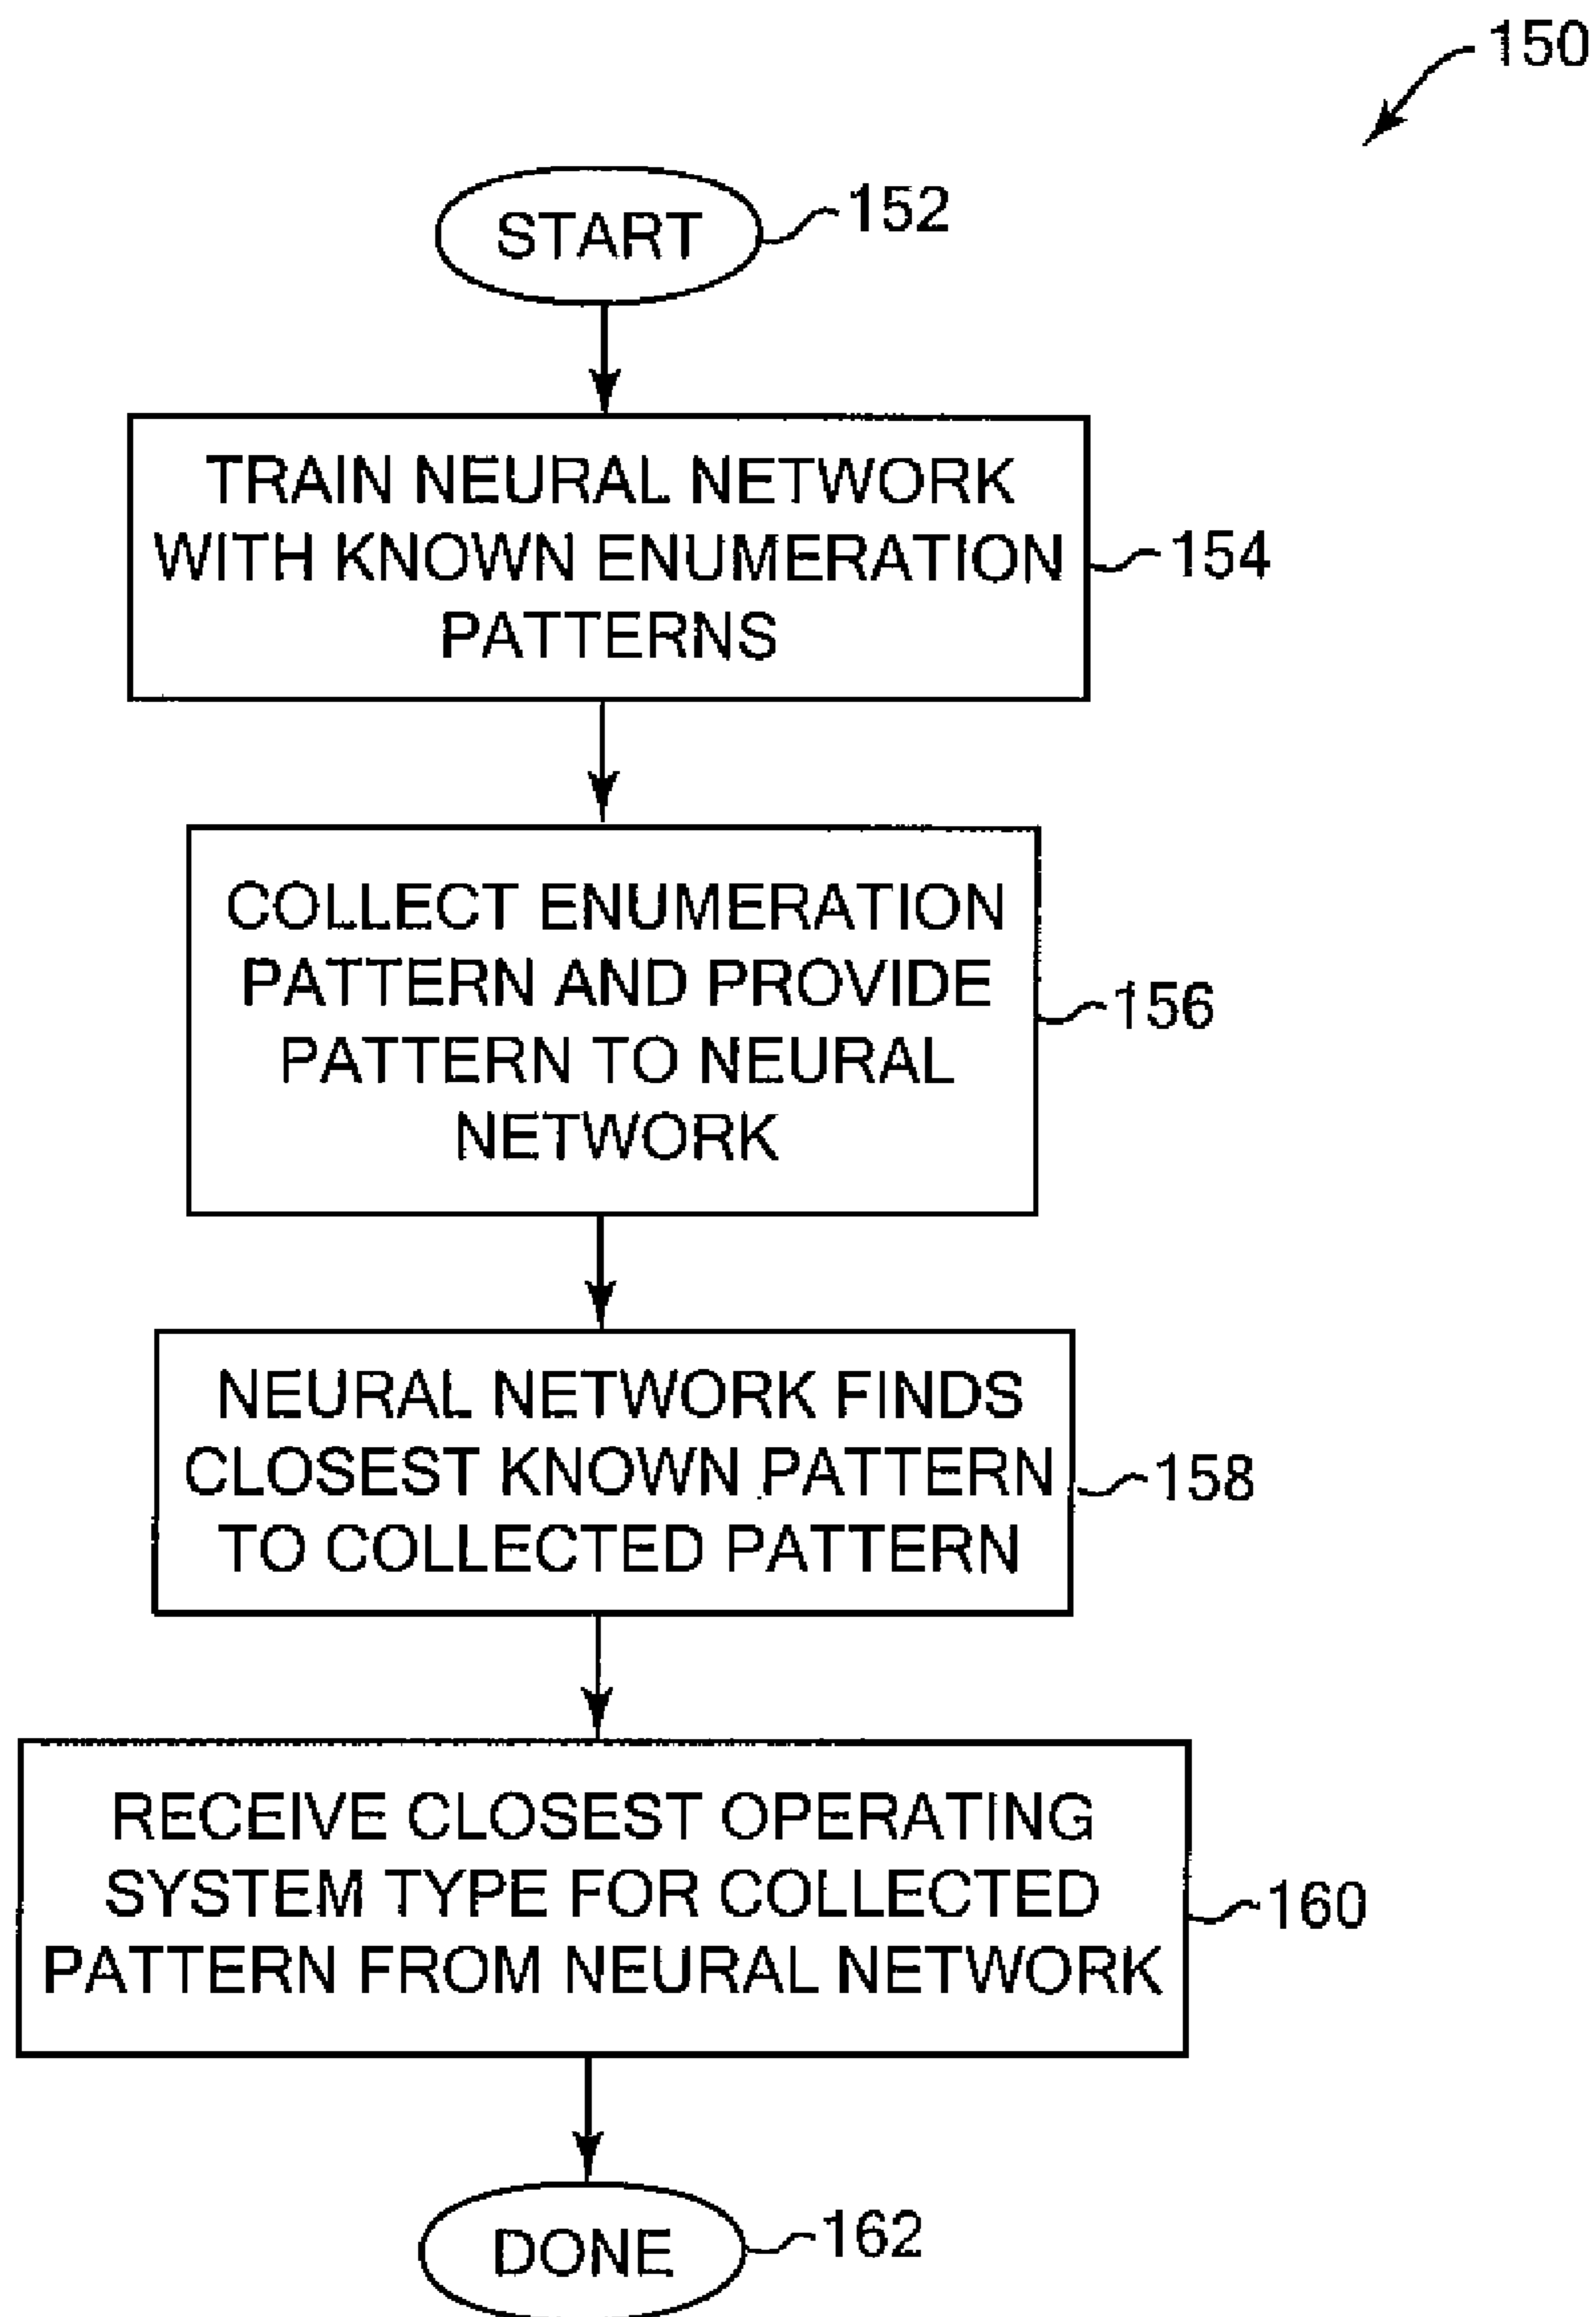 150
START
152
TRAIN NEURAL NETWORK
WITH KNOWN ENUMERATION
PATTERNS
154
COLLECT ENUMERATION
PATTERN AND PROVIDE
PATTERN TO NEURAL
NETWORK
156
NEURAL NETWORK FINDS
CLOSEST KNOWN PATTERN
TO COLLECTED PATTERN
158
RECEIVE CLOSEST OPERATING
SYSTEM TYPE FOR COLLECTED
PATTERN FROM NEURAL NETWORK
160
DONE
162